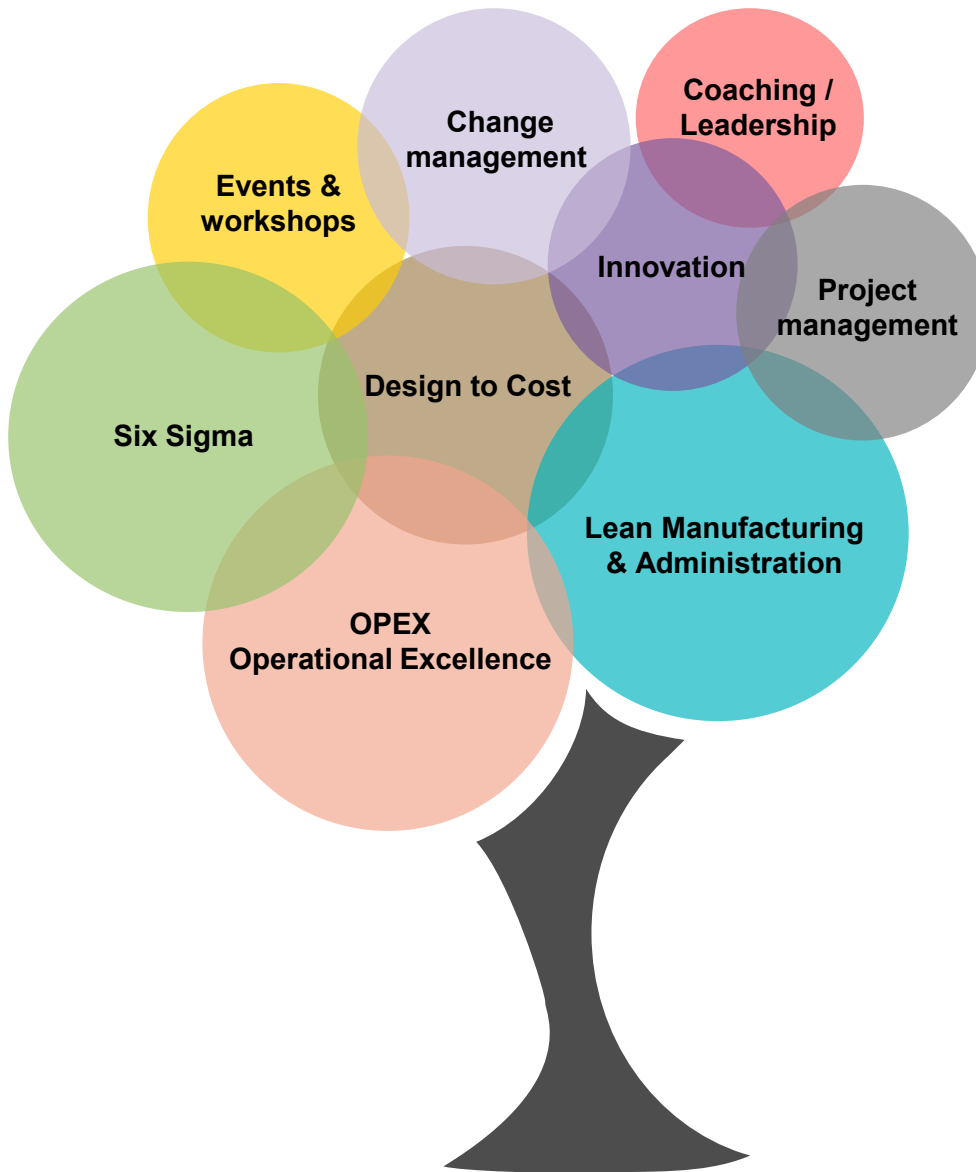 Coaching /
Leadership
Change
management
Events &
workshops
Innovation
Project
management
Design to Cost
Six Sigma
Lean Manufacturing
& Administration
OPEX
Operational Excellence